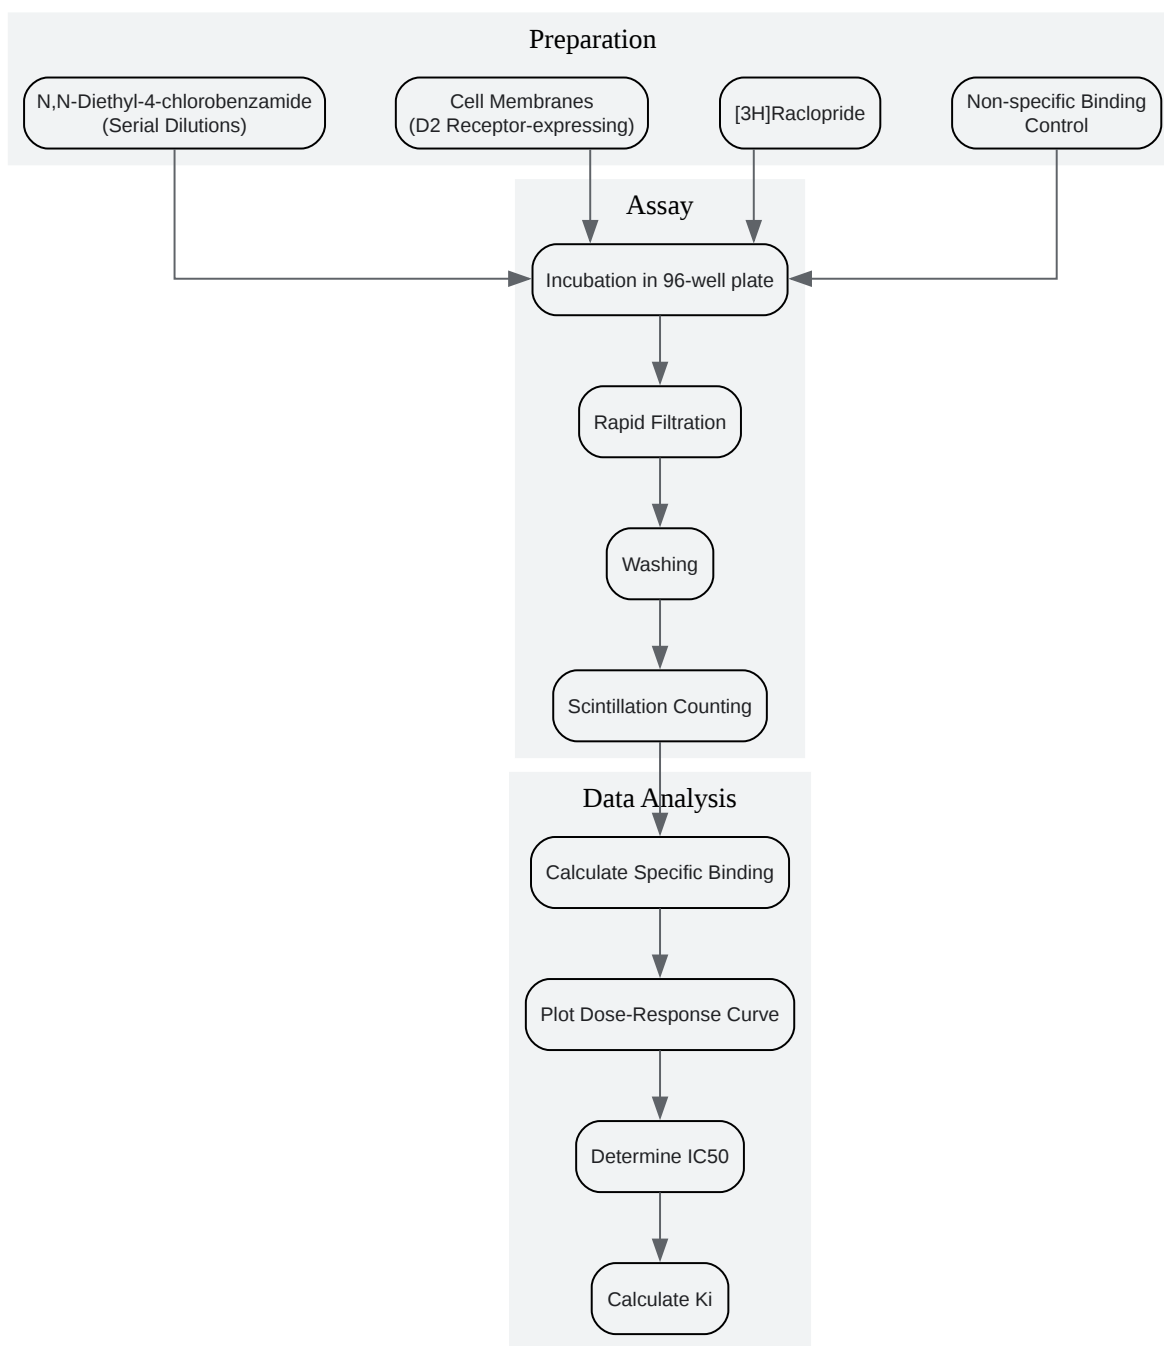 Preparation
N,N-Diethyl-4-chlorobenzamide
(Serial Dilutions)
Cell Membranes
(D2 Receptor-expressing)
[3H]Raclopride
Non-specific Binding
Control
Assay
Incubation in 96-well plate
Rapid Filtration
Washing
Scintillation Counting
Data Analysis
Calculate Specific Binding
Plot Dose-Response Curve
Determine IC50
Calculate Ki